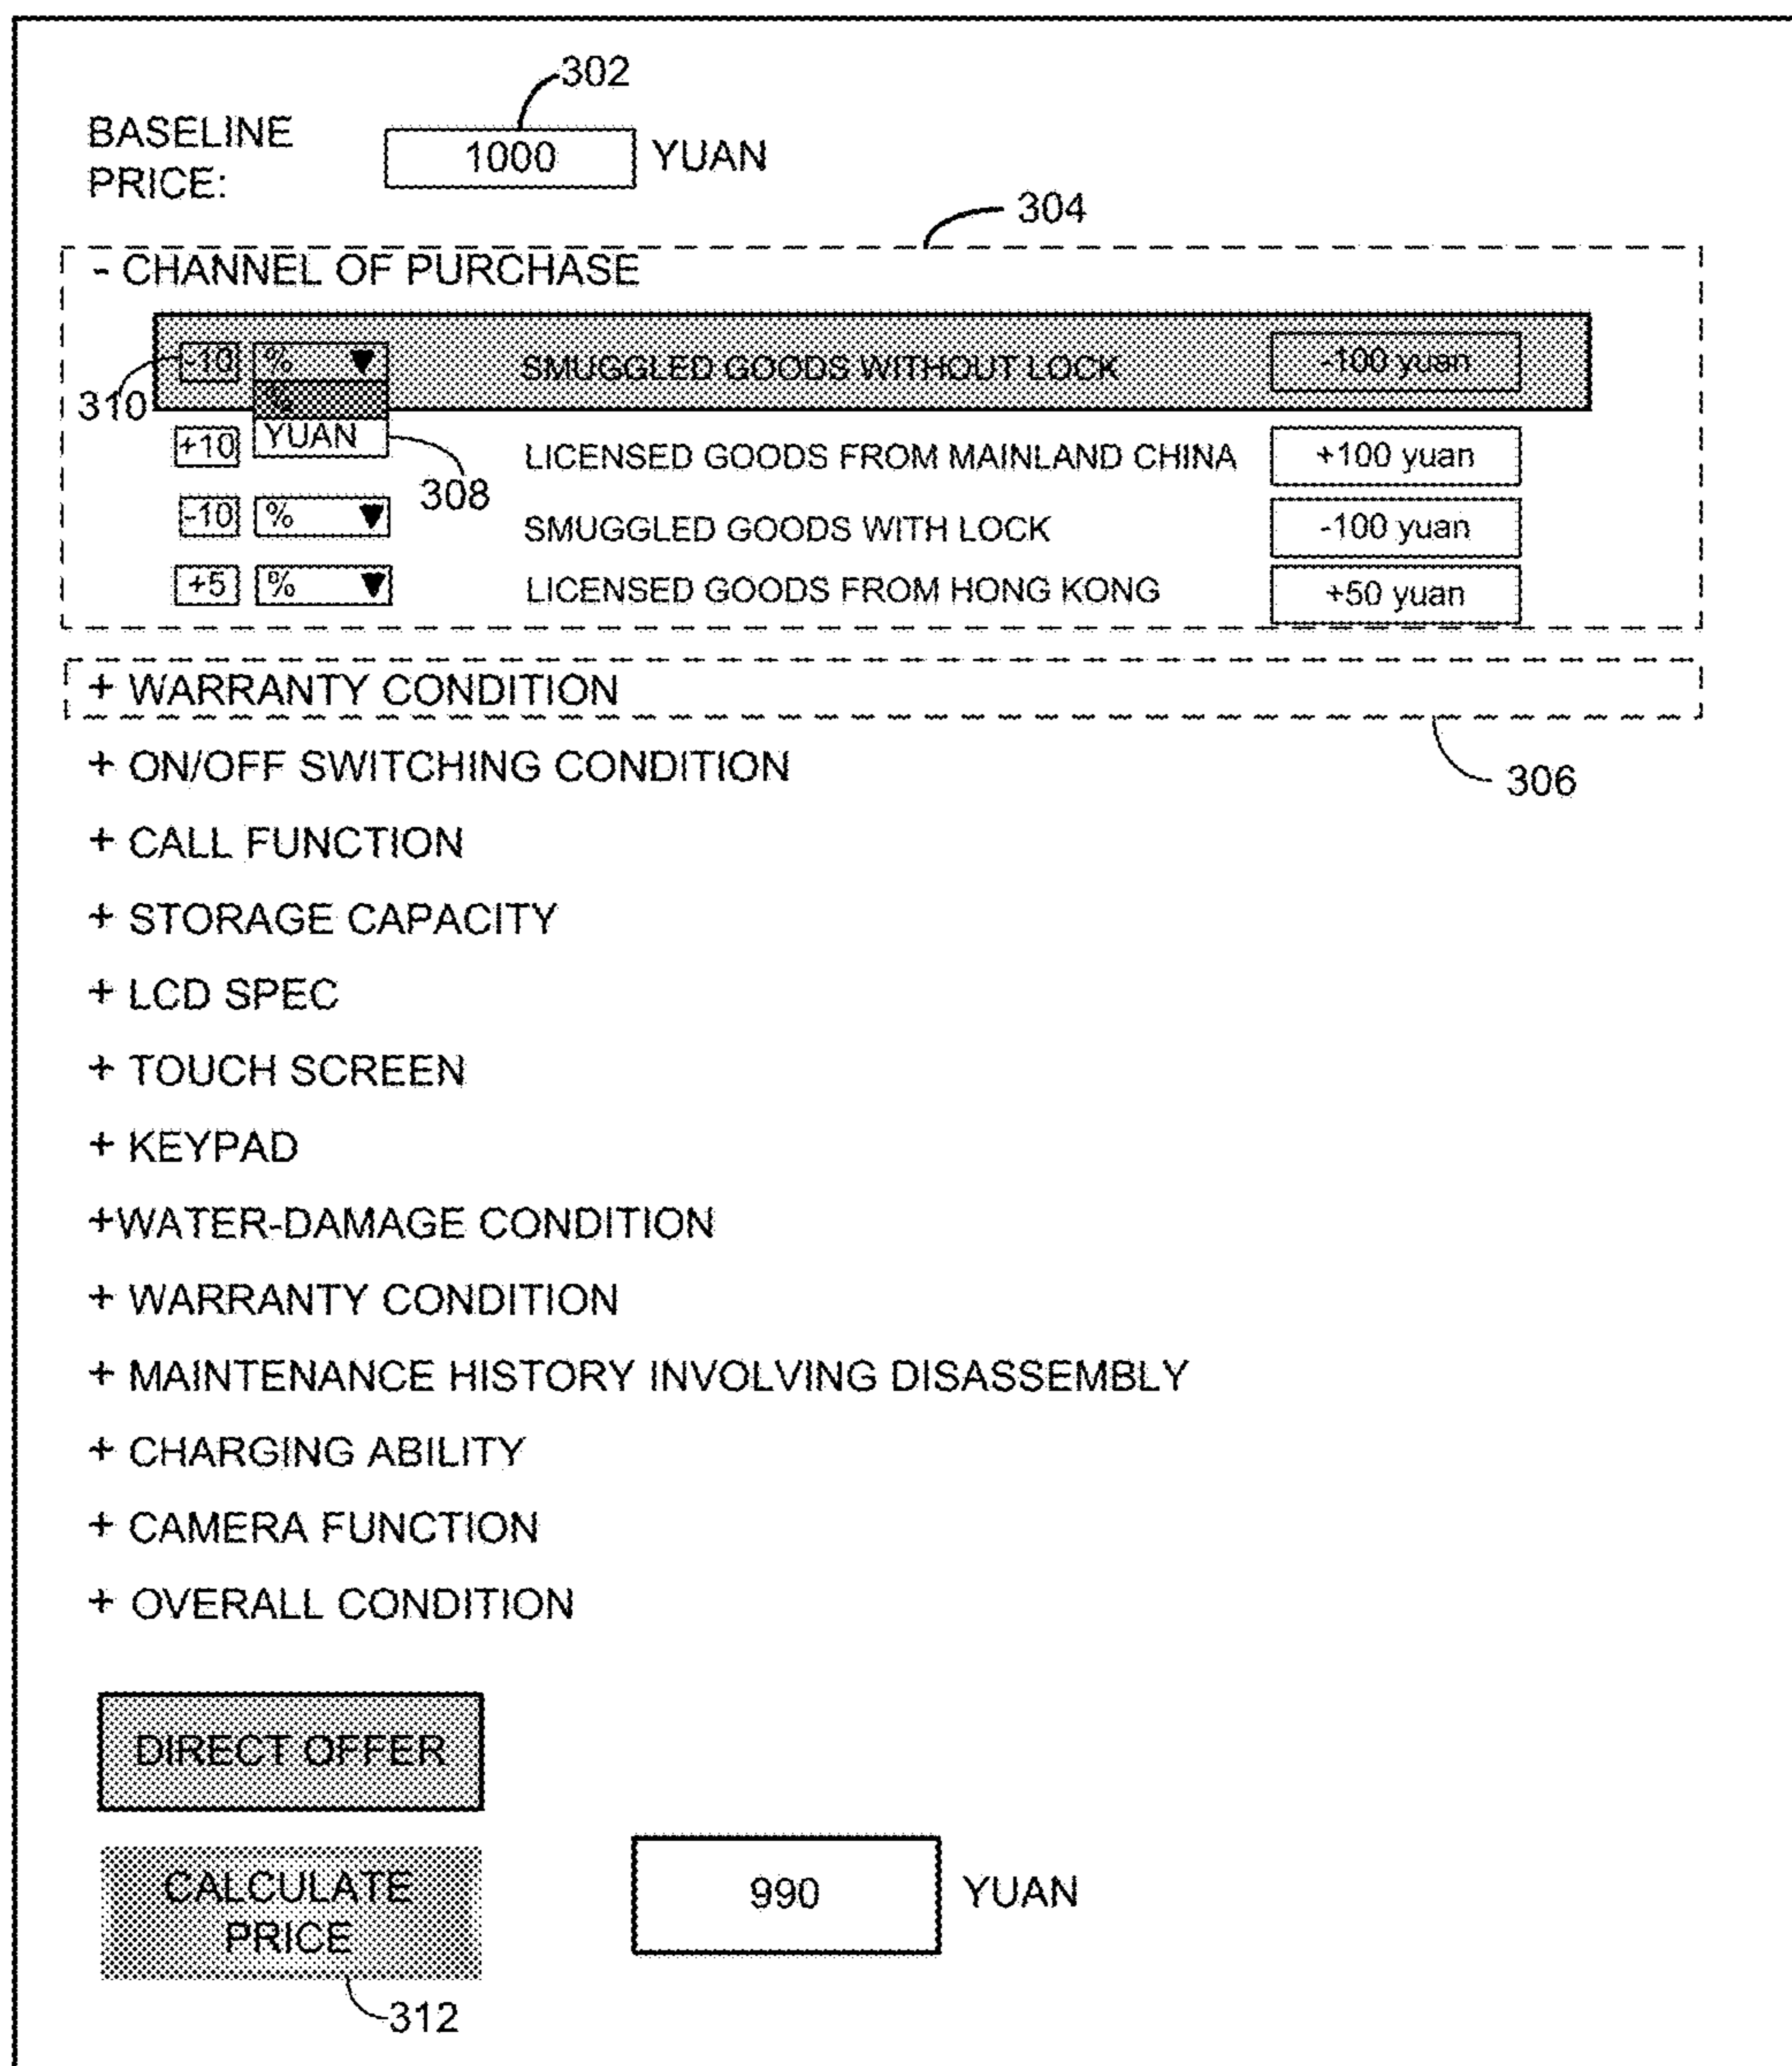 302
BASELINE
PRICE:
1000 YUAN
304
- CHANNEL OF PURCHASE
-10 % SMUGGLED GOODS WITHOUT LOCK -100 yuan
310
%
+10 YUAN LICENSED GOODS FROM MAINLAND CHINA +100 yuan
308
-10 % SMUGGLED GOODS WITH LOCK -100 yuan
+5 % LICENSED GOODS FROM HONG KONG +50 yuan
+ WARRANTY CONDITION
306
+ ON/OFF SWITCHING CONDITION
+ CALL FUNCTION
+ STORAGE CAPACITY
+ LCD SPEC
+ TOUCH SCREEN
+ KEYPAD
+WATER-DAMAGE CONDITION
+ WARRANTY CONDITION
+ MAINTENANCE HISTORY INVOLVING DISASSEMBLY
+ CHARGING ABILITY
+ CAMERA FUNCTION
+ OVERALL CONDITION
DIRECT OFFER
CALCULATE
PRICE
990 YUAN
312